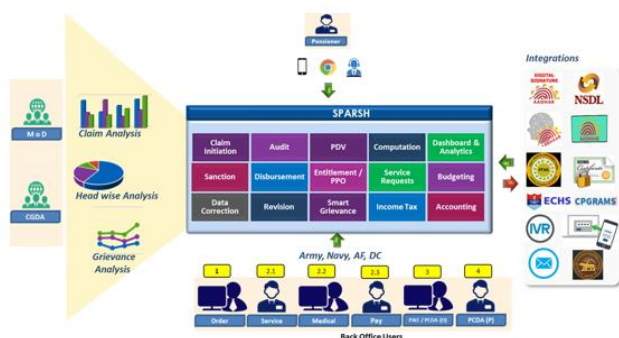 Pensioner
Integrations
MoD
CGDA
Claim Analysis
Head wise Analysis
Grievance
Analysis
SPARSH
Claim
Initiation
Audit
PDV
Computation
Dashboard &
Analytics
Sanction
Disbursement
Entitlement /
PPO
Service
Requests
Budgeting
Data
Correction
Revision
Smart
Grievance
Income Tax
Accounting
DIGITAL
SIGNATURE
AADHAAR
NSDL
ECHS
CPGRAMS
IVR
Army, Navy, AF, DC
1
2.1
2.2
2.3
3
4
Order
Service
Medical
Pay
PAO / PCDA (O)
PCDA (P)
Back Office Users